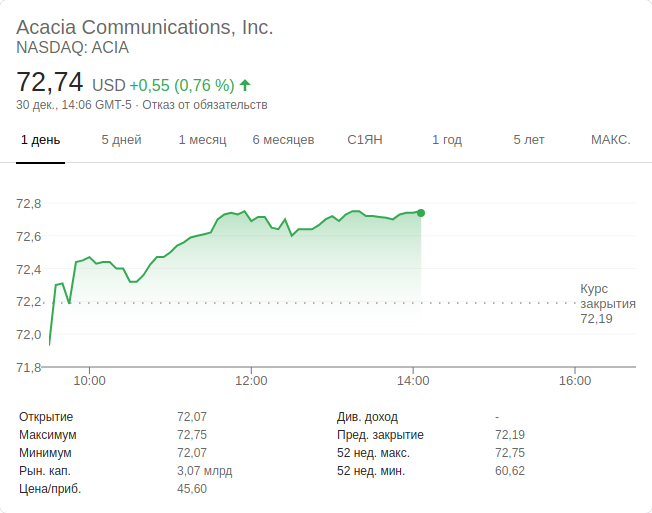 Acacia Communications, Inc.
NASDAQ: ACIA
72,74 USD +0,55 (0,76 %)
30 дек., 14:06 GMT-5 · Отказ от обязательств
1 день 5 дней 1 месяц 6 месяцев С1ЯН 1 год 5 лет МАКС.
72,8
72,6
72,4
72,2
72,0
71,8
Курс
закрытия
72,19
10:00 12:00 14:00 16:00
Открытие 72,07 Див. доход -
Максимум 72,75 Пред. закрытие 72,19
Минимум 72,07 52 нед. макс. 72,75
Рын. кап. 3,07 млрд 52 нед. мин. 60,62
Цена/приб. 45,60